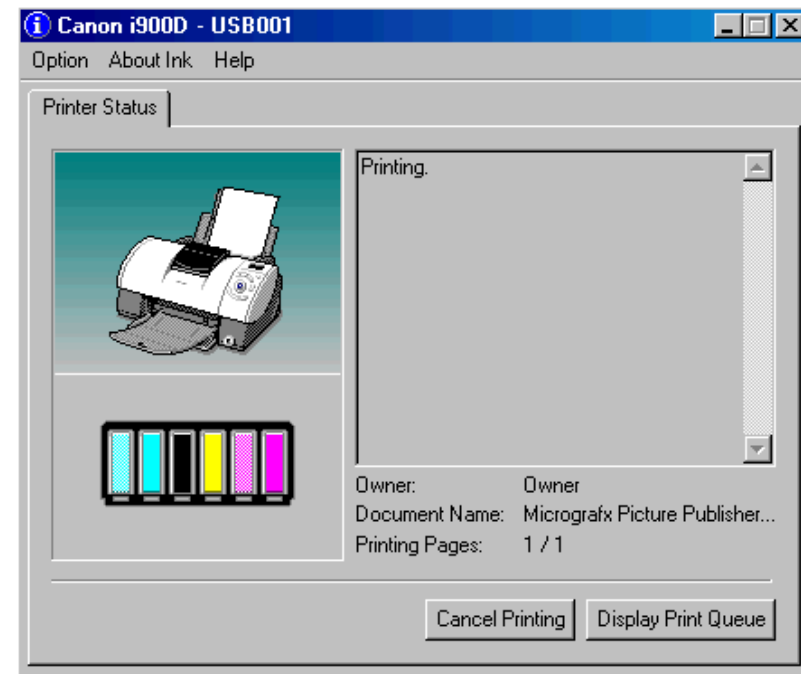 Canon i900D - USB001
Option About Ink Help
Printer Status
Printing.
Owner: Owner
Document Name: Micrografx Picture Publisher...
Printing Pages: 1 / 1
Cancel Printing Display Print Queue